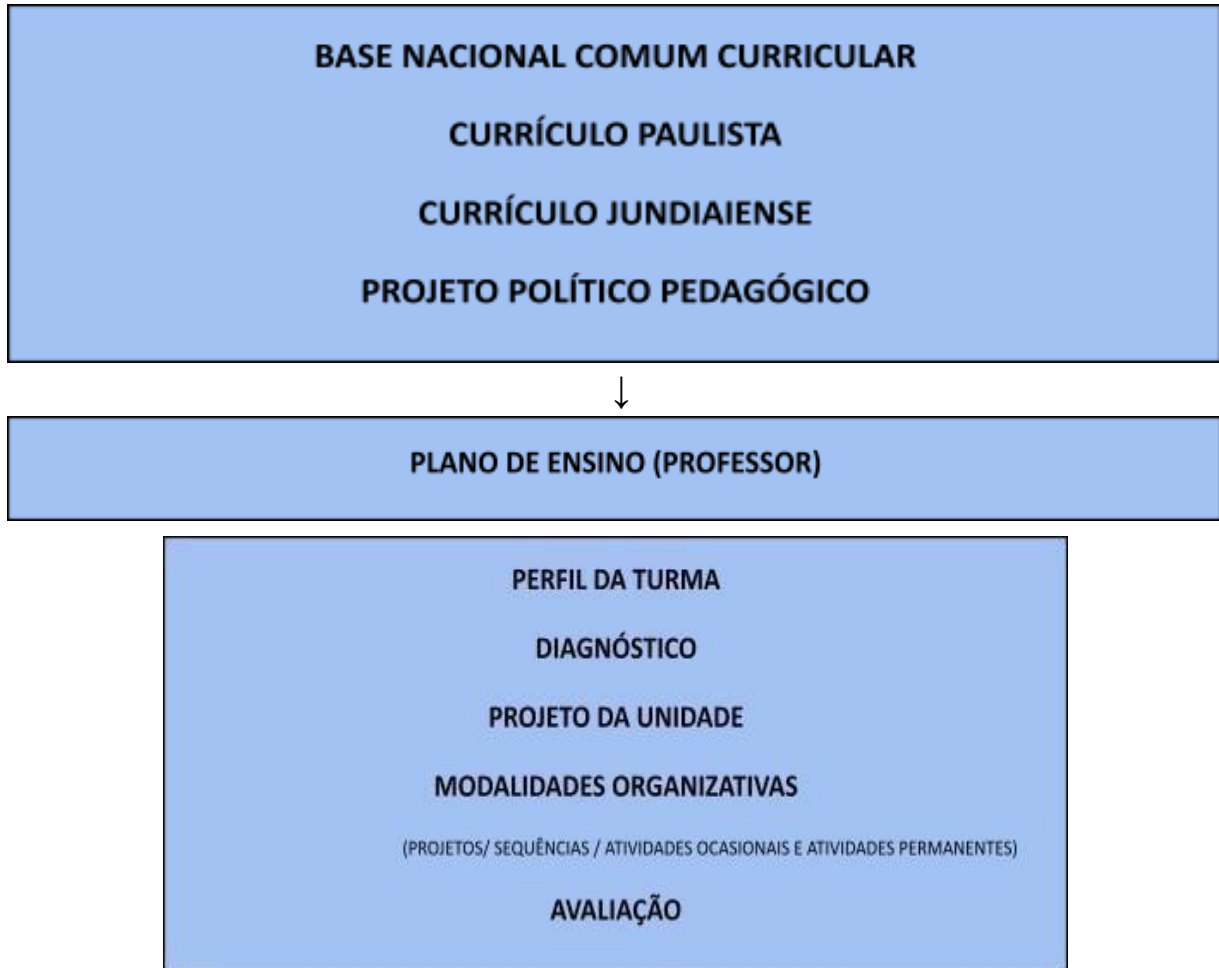 BASE NACIONAL COMUM CURRICULAR
CURRÍCULO PAULISTA
CURRÍCULO JUNDIAIENSE
PROJETO POLÍTICO PEDAGÓGICO
↓
PLANO DE ENSINO (PROFESSOR)
PERFIL DA TURMA
DIAGNÓSTICO
PROJETO DA UNIDADE
MODALIDADES ORGANIZATIVAS
(PROJETOS/ SEQUÊNCIAS / ATIVIDADES OCASIONAIS E ATIVIDADES PERMANENTES)
AVALIAÇÃO